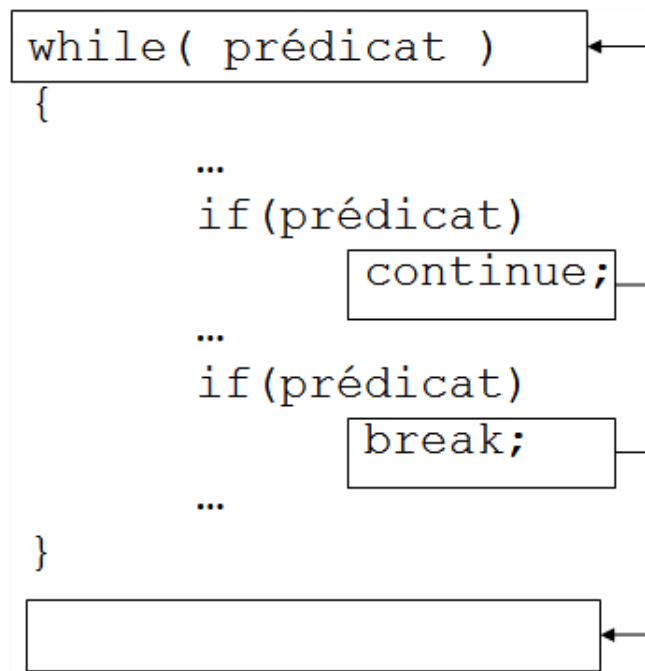 while( prédicat )
{
…
if(prédicat)
continue;
…
if(prédicat)
break;
…
}